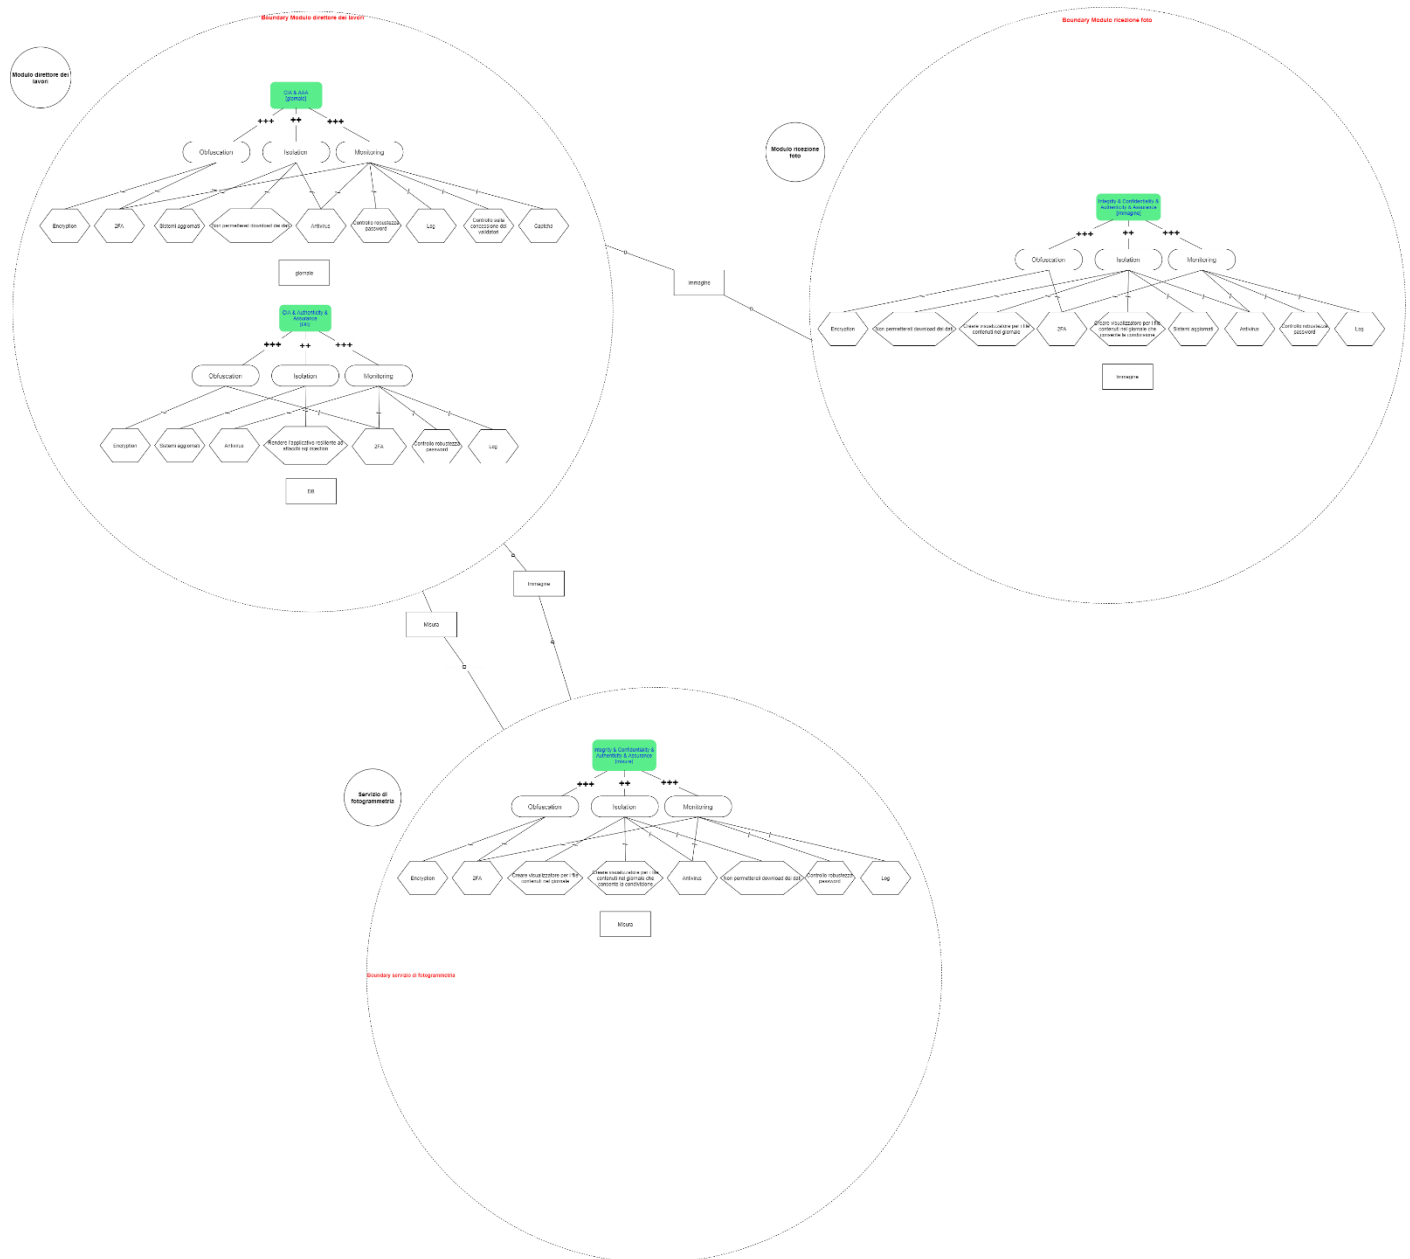 Boundary Modulo direttore dei lavori
Modulo direttore dei
lavori
CIA & AAA
[giornale]
+++
++
+++
Obfuscation
Isolation
Monitoring
Encryption
2FA
Sistemi aggiornati
Non permettere il download dei dati
Antivirus
Controllo robustezza
password
Log
Controllo sulla
concessione dei
validatori
Captcha
giornale
CIA & Authenticity &
Assurance
+++
++
+++
Obfuscation
Isolation
Monitoring
Encryption
Sistemi aggiornati
Antivirus
Rendere l'applicativo resiliente ad
attacchi sql injection
2FA
Controllo robustezza
password
Log
Boundary Modulo ricezione foto
Modulo ricezione
foto
Integrity & Confidentiality &
Authenticity & Assurance
[immagine]
+++
++
+++
Obfuscation
Isolation
Monitoring
Encryption
Non permettere il download dei dati
Creare visualizzatore per i file
contenuti nel giornale
2FA
Creare visualizzatore per i file
contenuti nel giornale che
consente la condivisione
Sistemi aggiornati
Antivirus
Controllo robustezza
password
Log
Immagine
Immagine
Immagine
Misura
Servizio di
fotogrammetria
Integrity & Confidentiality &
Authenticity & Assurance
[misura]
+++
++
+++
Obfuscation
Isolation
Monitoring
Encryption
2FA
Creare visualizzatore per i file
contenuti nel giornale
Creare visualizzatore per i file
contenuti nel giornale che
consente la condivisione
Antivirus
Non permettere il download dei dati
Controllo robustezza
password
Log
Misura
Boundary servizio di fotogrammetria